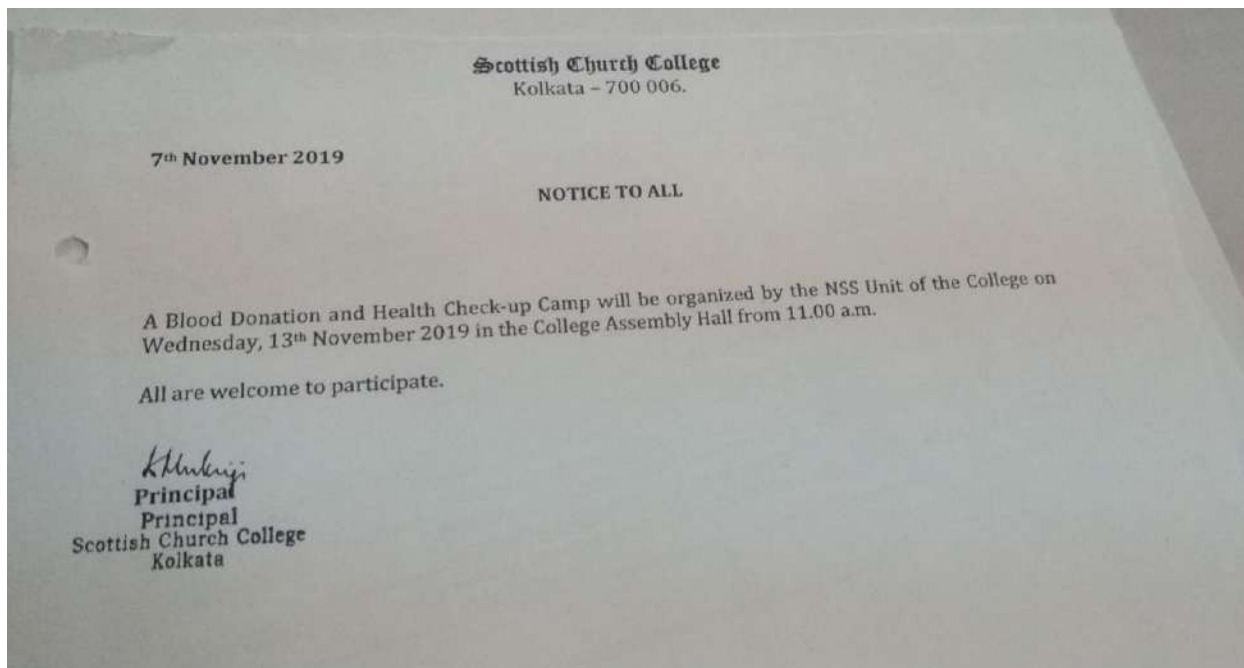 Scottish Church College
Kolkata – 700 006.
7th November 2019
NOTICE TO ALL
A Blood Donation and Health Check-up Camp will be organized by the NSS Unit of the College on
Wednesday, 13th November 2019 in the College Assembly Hall from 11.00 a.m.
All are welcome to participate.
Principal
Principal
Scottish Church College
Kolkata